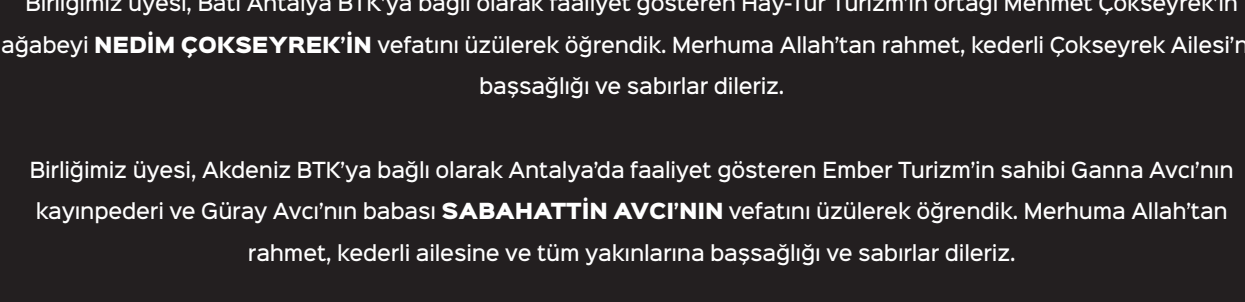 Birliğimiz üyesi, Batı Antalya BTK'ya bağlı olarak faaliyet gösteren Hay-Tur Turizm'in ortağı Mehmet Çokseyrek'in
ağabeyi NEDİM ÇOKSEYREK'İN vefatını üzülerek öğrendik. Merhuma Allah'tan rahmet, kederli Çokseyrek Ailesi'n
başsağlığı ve sabırlar dileriz.
Birliğimiz üyesi, Akdeniz BTK'ya bağlı olarak Antalya'da faaliyet gösteren Ember Turizm'in sahibi Ganna Avcı'nın
kayınpederi ve Güray Avcı'nın babası SABAHATTİN AVCI'NIN vefatını üzülerek öğrendik. Merhuma Allah'tan
rahmet, kederli ailesine ve tüm yakınlarına başsağlığı ve sabırlar dileriz.